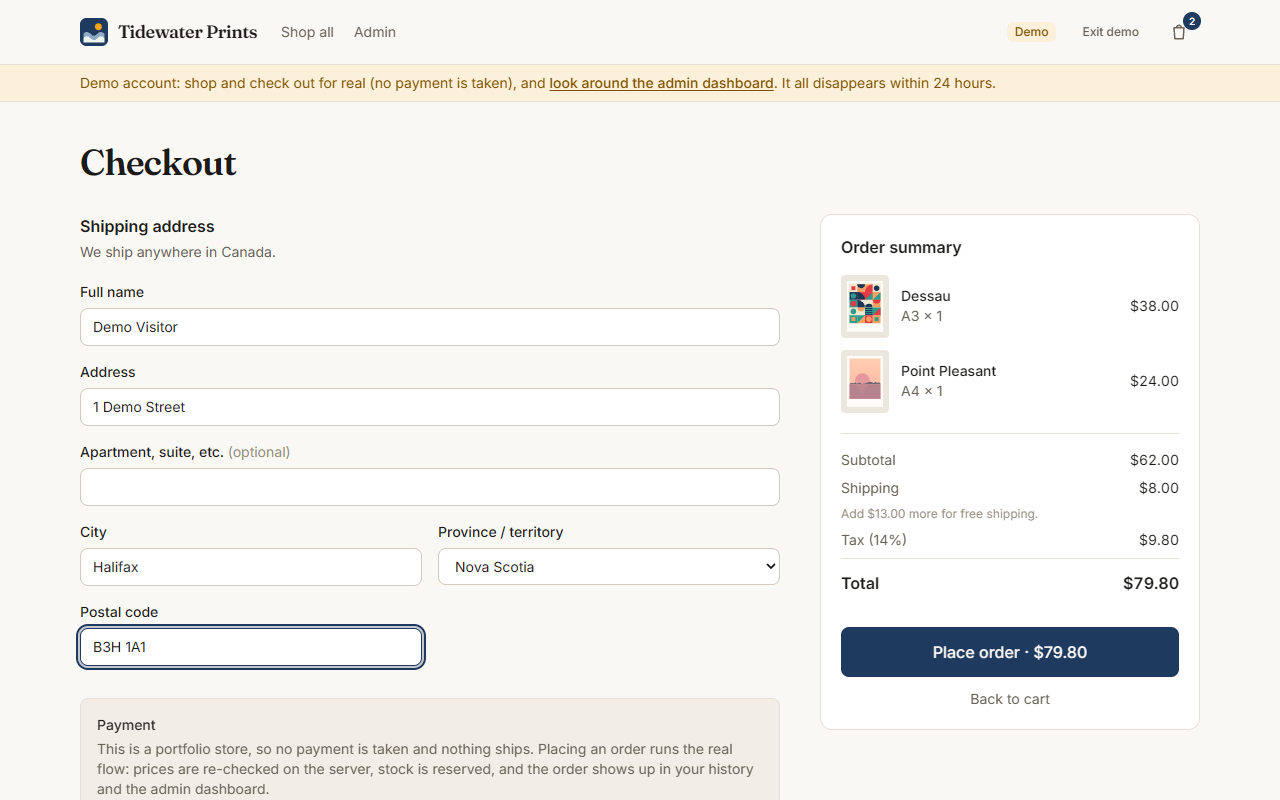 Tidewater Prints
Shop all
Admin
Demo
Exit demo
2
Demo account: shop and check out for real (no payment is taken), and look around the admin dashboard. It all disappears within 24 hours.
Checkout
Shipping address
We ship anywhere in Canada.
Full name
Demo Visitor
Address
1 Demo Street
Apartment, suite, etc. (optional)
City
Province / territory
Halifax
Nova Scotia
Postal code
B3H 1A1
Payment
This is a portfolio store, so no payment is taken and nothing ships. Placing an order runs the real
flow: prices are re-checked on the server, stock is reserved, and the order shows up in your history
and the admin dashboard.
Order summary
Dessau
A3 × 1
$38.00
Point Pleasant
A4 × 1
$24.00
Subtotal
$62.00
Shipping
$8.00
Add $13.00 more for free shipping.
Tax (14%)
$9.80
Total
$79.80
Place order · $79.80
Back to cart